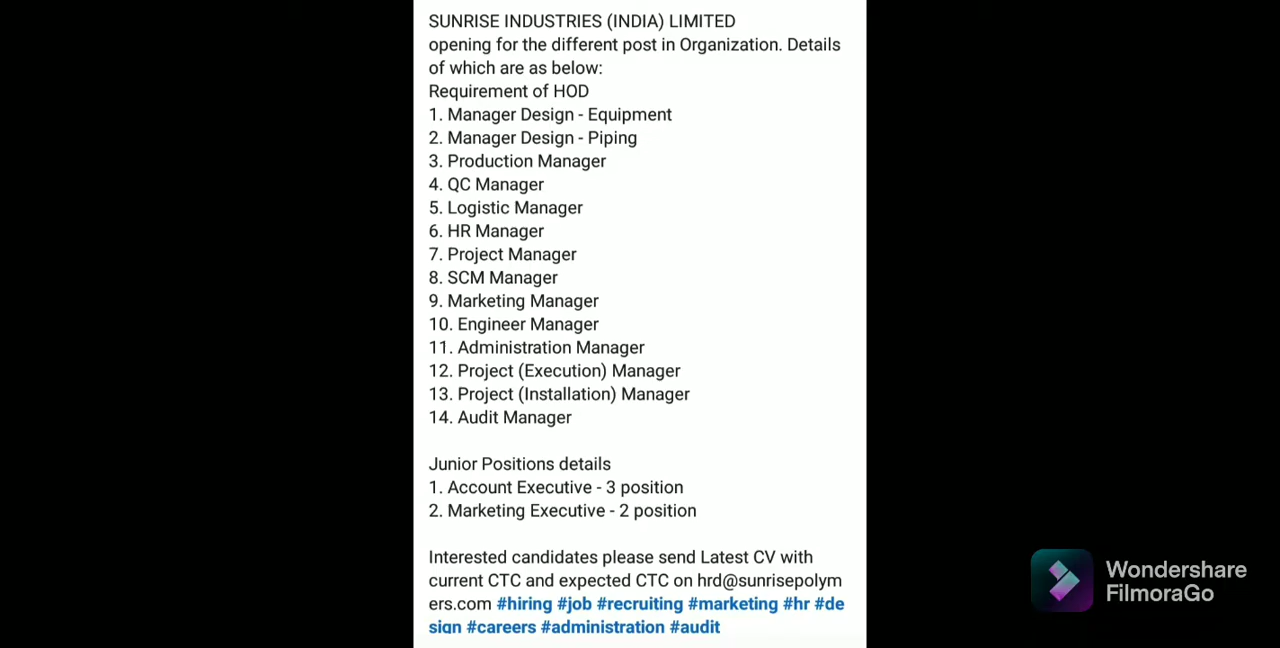 SUNRISE INDUSTRIES (INDIA) LIMITED
opening for the different post in Organization. Details
of which are as below:
Requirement of HOD
1. Manager Design - Equipment
2. Manager Design - Piping
3. Production Manager
4. QC Manager
5. Logistic Manager
6. HR Manager
7. Project Manager
8. SCM Manager
9. Marketing Manager
10. Engineer Manager
11. Administration Manager
12. Project (Execution) Manager
13. Project (Installation) Manager
14. Audit Manager
Junior Positions details
1. Account Executive - 3 position
2. Marketing Executive - 2 position
Interested candidates please send Latest CV with
current CTC and expected CTC on hrd@sunrisepolym
ers.com #hiring #job #recruiting #marketing #hr #de
sign #careers #administration #audit
Wondershare
FilmoraGo